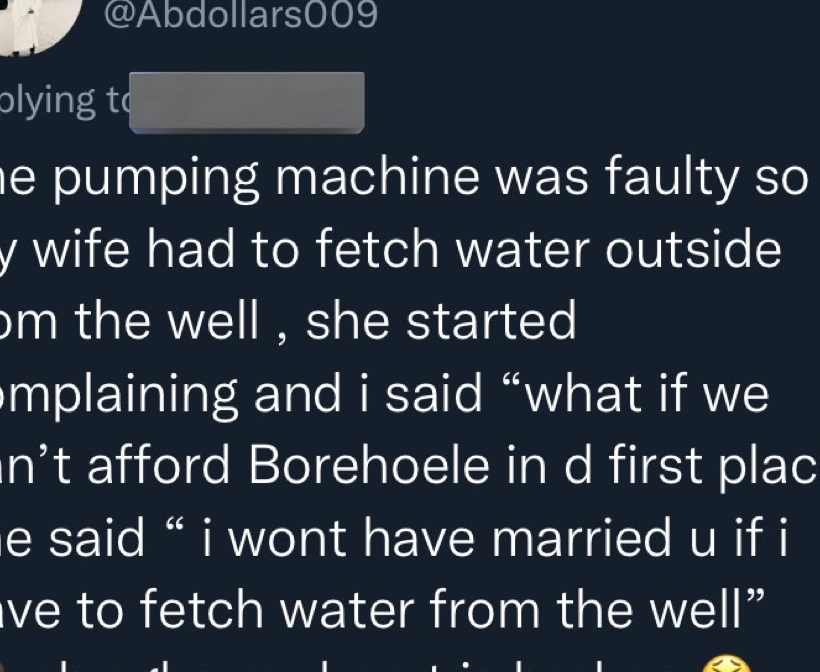 @Abdollars009
plying to
he pumping machine was faulty so
y wife had to fetch water outside
om the well , she started
omplaining and i said “what if we
an’t afford Borehoele in d first plac
he said “ i wont have married u if i
ave to fetch water from the well”